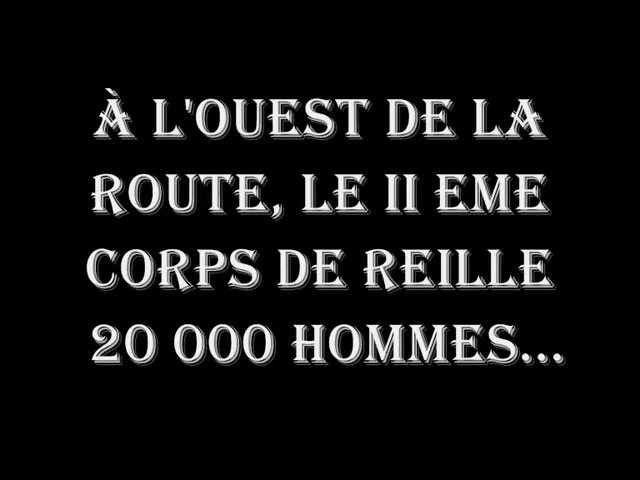 À L'OUEST DE LA
ROUTE, LE II EME
CORPS DE REILLE
20 000 HOMMES...